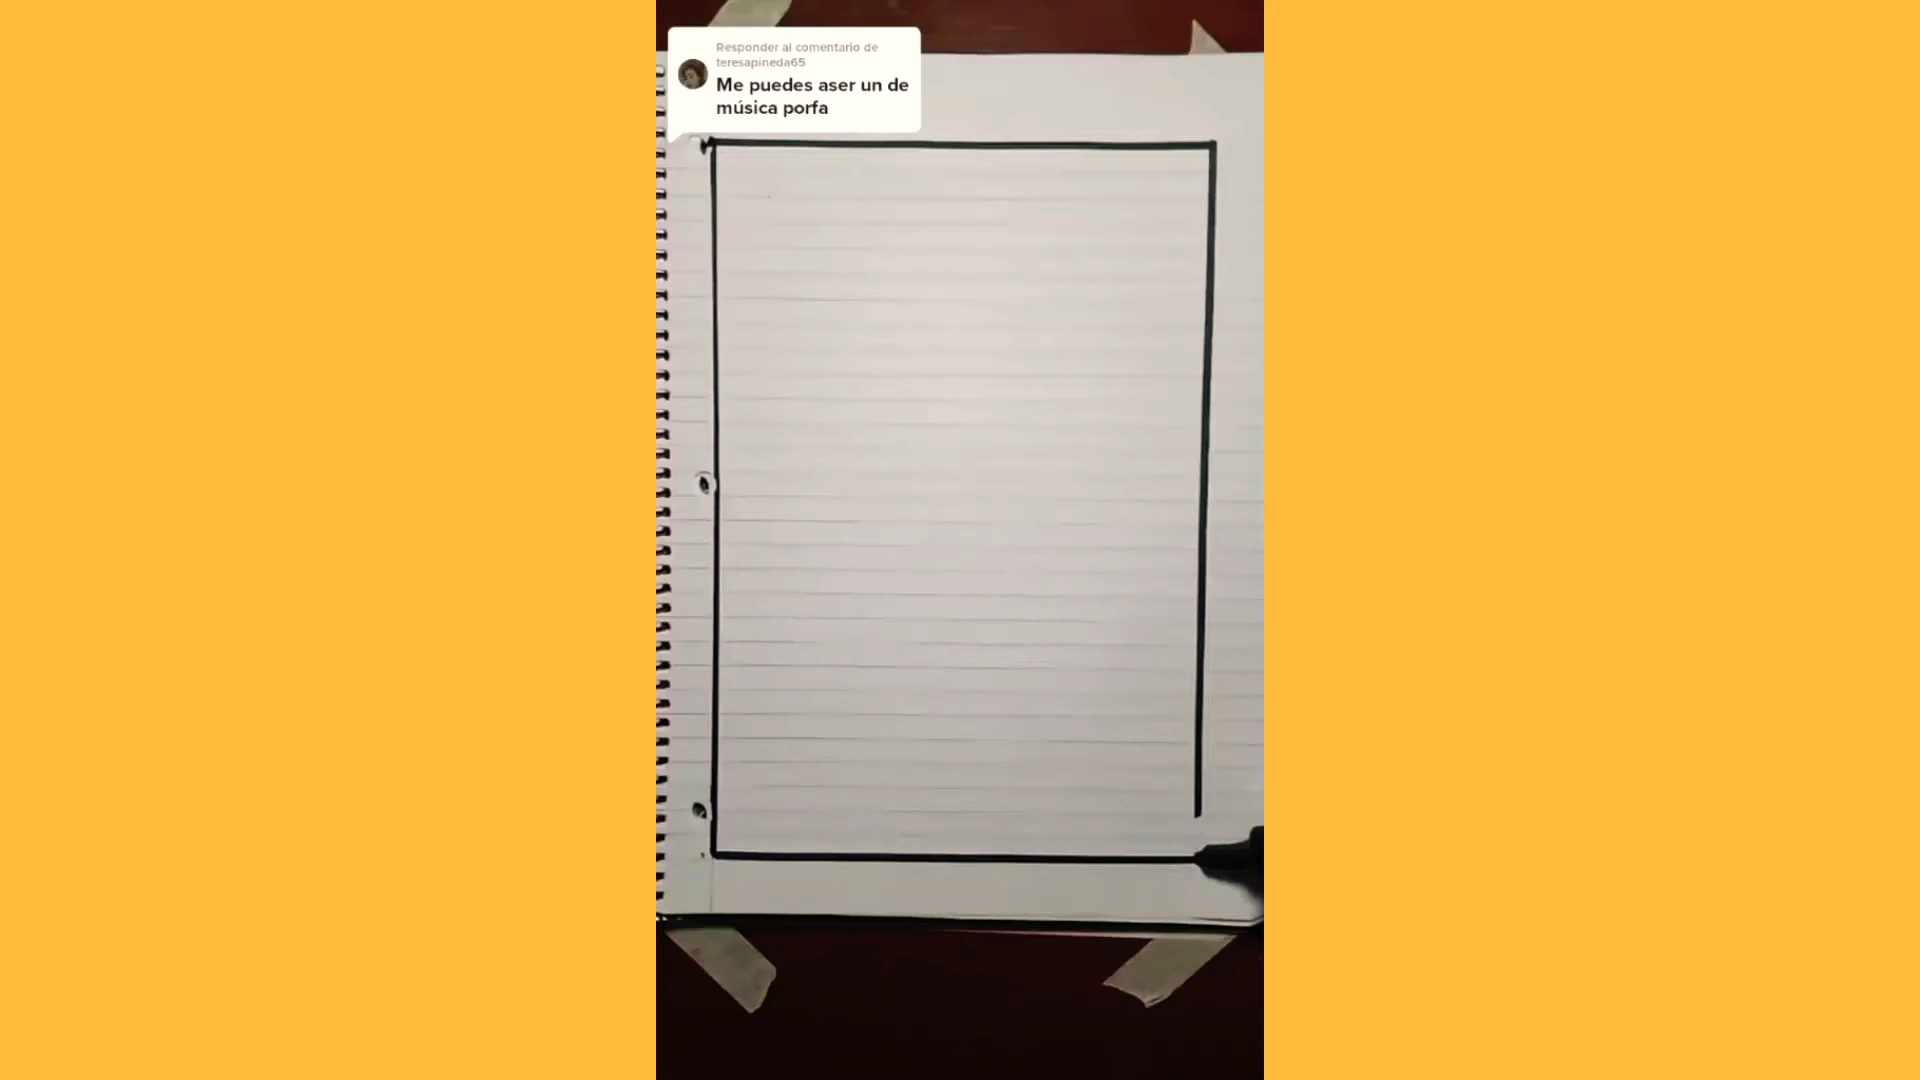 Responder al comentario de
teresapineda65
Me puedes aser un de
música porfa